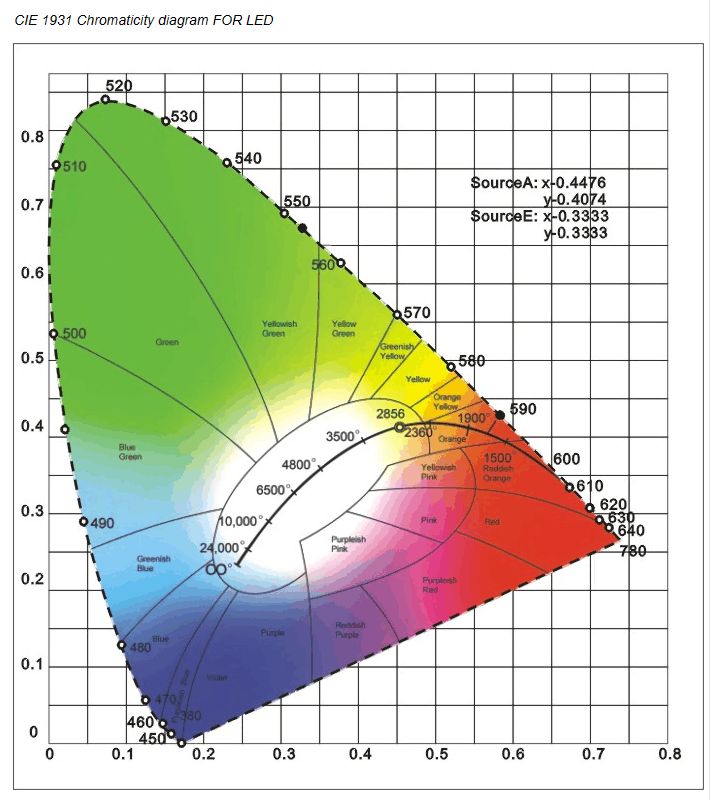 CIE 1931 Chromaticity diagram FOR LED
520
530
540
510
550
560
500
570
580
590
600
610
620
630
640
780
490
480
470
460
450
380
SourceA: x-0.4476
y-0.4074
SourceE: x-0.3333
y-0.3333
0.8
0.7
0.6
0.5
0.4
0.3
0.2
0.1
0
Green
Yellowish
Green
Yellow
Green
Greenish
Yellow
Yellow
Orange
Yellow
Orange
Reddish
Orange
Yellowish
Pink
Pink
Red
Purpleish
Pink
Purpleish
Red
Reddish
Purple
Purple
Violet
Blue
Greenish
Blue
Blue
Green
2856
2360°
1900°
1500
3500°
4800°
6500°
10,000°
24,000°
0 0.1 0.2 0.3 0.4 0.5 0.6 0.7 0.8